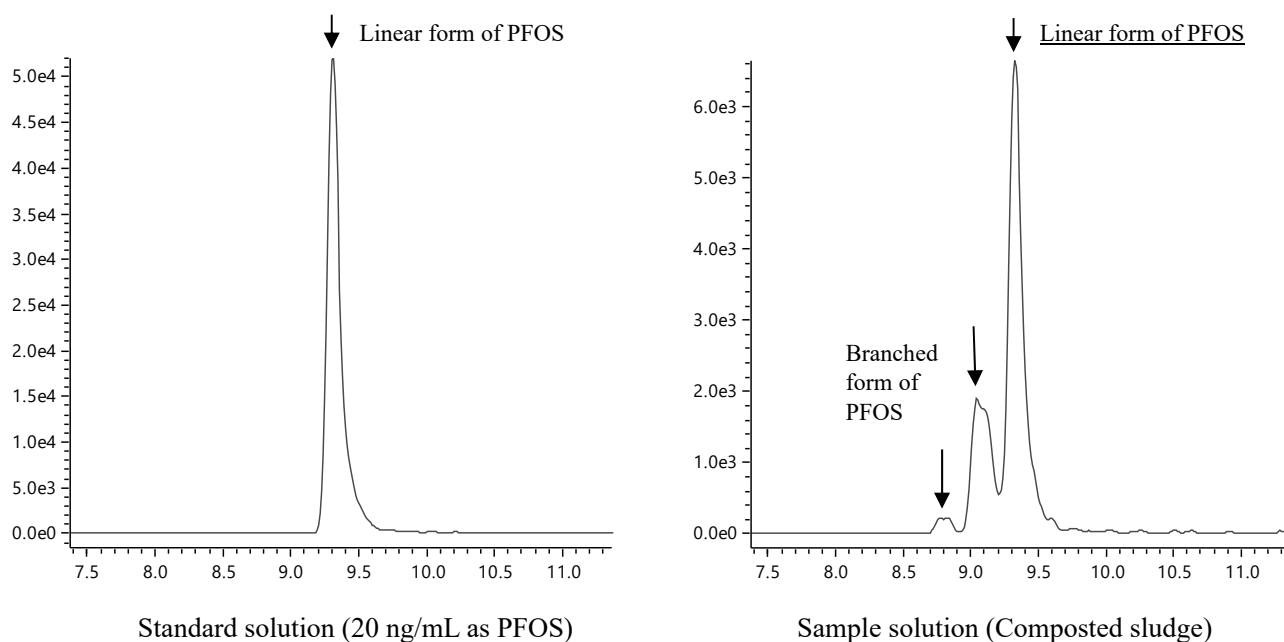 Linear form of PFOS
5.0e4
4.5e4
4.0e4
3.5e4
3.0e4
2.5e4
2.0e4
1.5e4
1.0e4
5.0e3
0.0e0
7.5 8.0 8.5 9.0 9.5 10.0 10.5 11.0
Standard solution (20 ng/mL as PFOS)
Linear form of PFOS
6.0e3
5.0e3
4.0e3
3.0e3
Branched
form of
PFOS
2.0e3
1.0e3
0.0e0
7.5 8.0 8.5 9.0 9.5 10.0 10.5 11.0
Sample solution (Composted sludge)